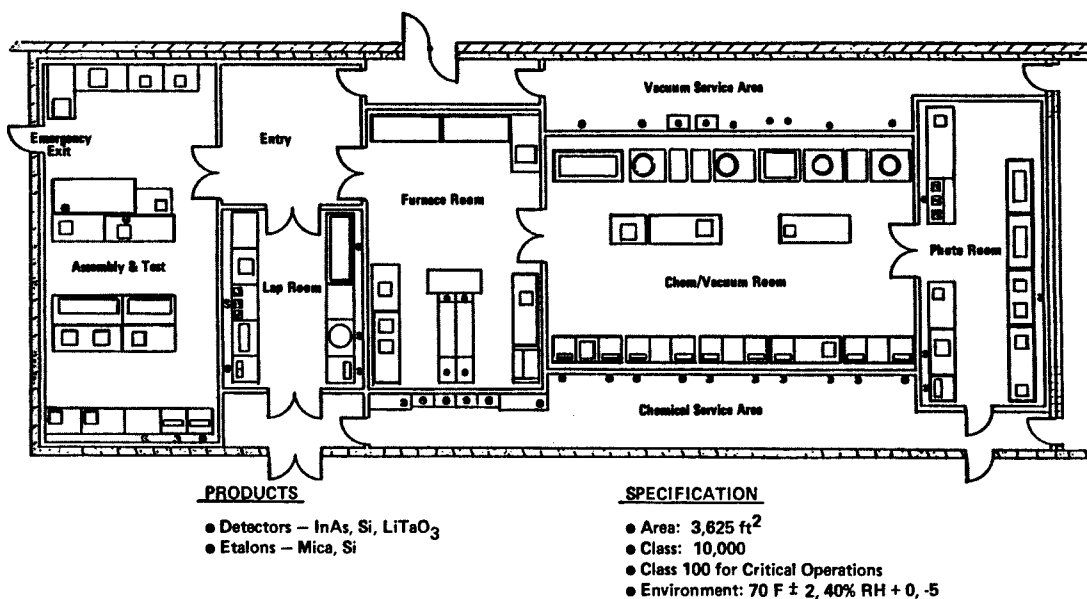 Vacuum Service Area
Emergency
Exit
Entry
Furnace Room
Photo Room
Assembly & Test
Lap Room
Chem/Vacuum Room
Chemical Service Area
PRODUCTS
● Detectors – InAs, Si, LiTaO3
● Etalons – Mica, Si
SPECIFICATION
● Area: 3,625 ft2
● Class: 10,000
● Class 100 for Critical Operations
● Environment: 70 F ± 2, 40% RH + 0, -5